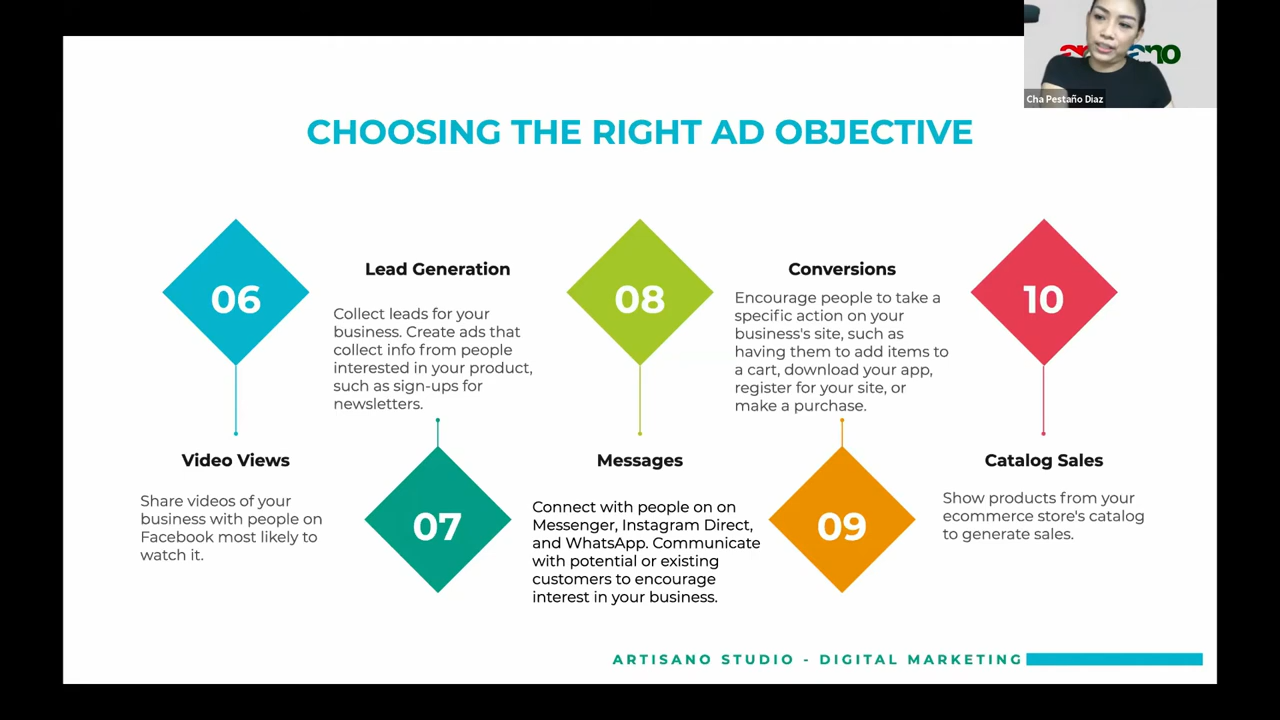 Cha Pestaño Diaz
CHOOSING THE RIGHT AD OBJECTIVE
06
Video Views
Share videos of your
business with people on
Facebook most likely to
watch it.
Lead Generation
Collect leads for your
business. Create ads that
collect info from people
interested in your product,
such as sign-ups for
newsletters.
07
08
Messages
Connect with people on on
Messenger, Instagram Direct,
and WhatsApp. Communicate
with potential or existing
customers to encourage
interest in your business.
Conversions
Encourage people to take a
specific action on your
business's site, such as
having them to add items to
a cart, download your app,
register for your site, or
make a purchase.
09
10
Catalog Sales
Show products from your
ecommerce store's catalog
to generate sales.
ARTISANO STUDIO - DIGITAL MARKETING